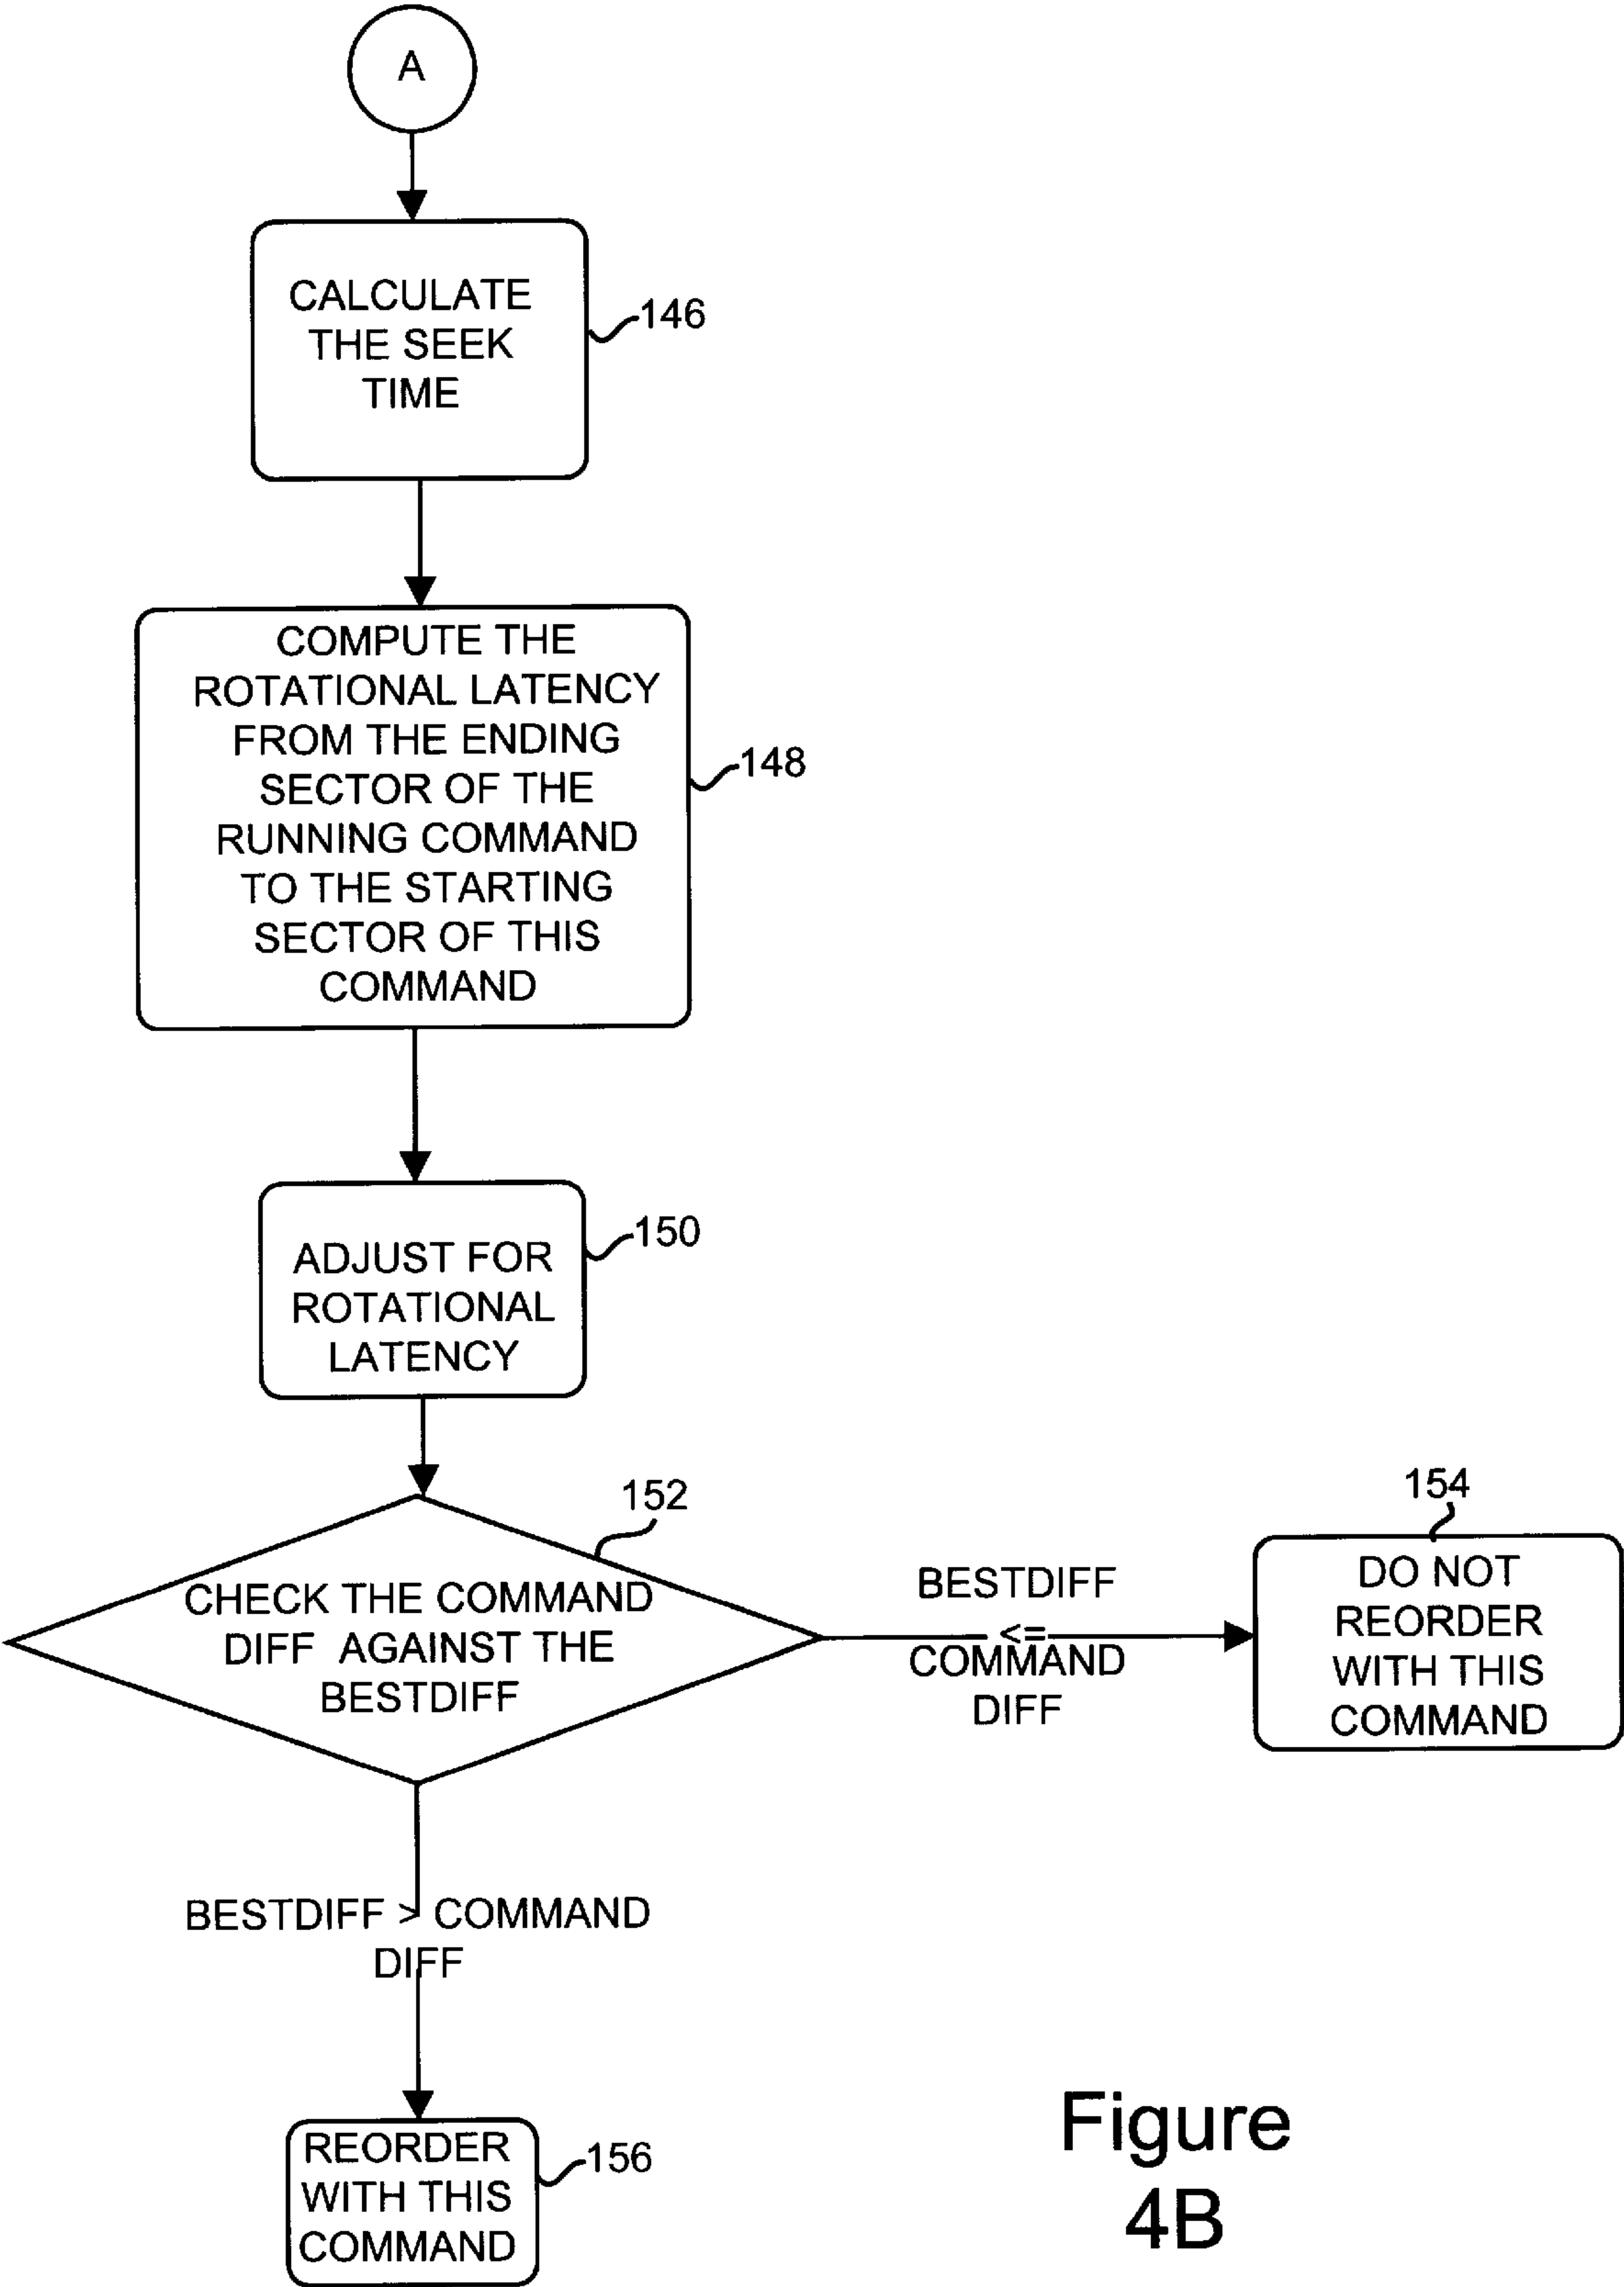 A
CALCULATE
THE SEEK
TIME
146
COMPUTE THE
ROTATIONAL LATENCY
FROM THE ENDING
SECTOR OF THE
RUNNING COMMAND
TO THE STARTING
SECTOR OF THIS
COMMAND
148
ADJUST FOR
ROTATIONAL
LATENCY
150
CHECK THE COMMAND
DIFF AGAINST THE
BESTDIFF
152
BESTDIFF
<=
COMMAND
DIFF
154
DO NOT
REORDER
WITH THIS
COMMAND
BESTDIFF > COMMAND
DIFF
REORDER
WITH THIS
COMMAND
156
Figure
4B